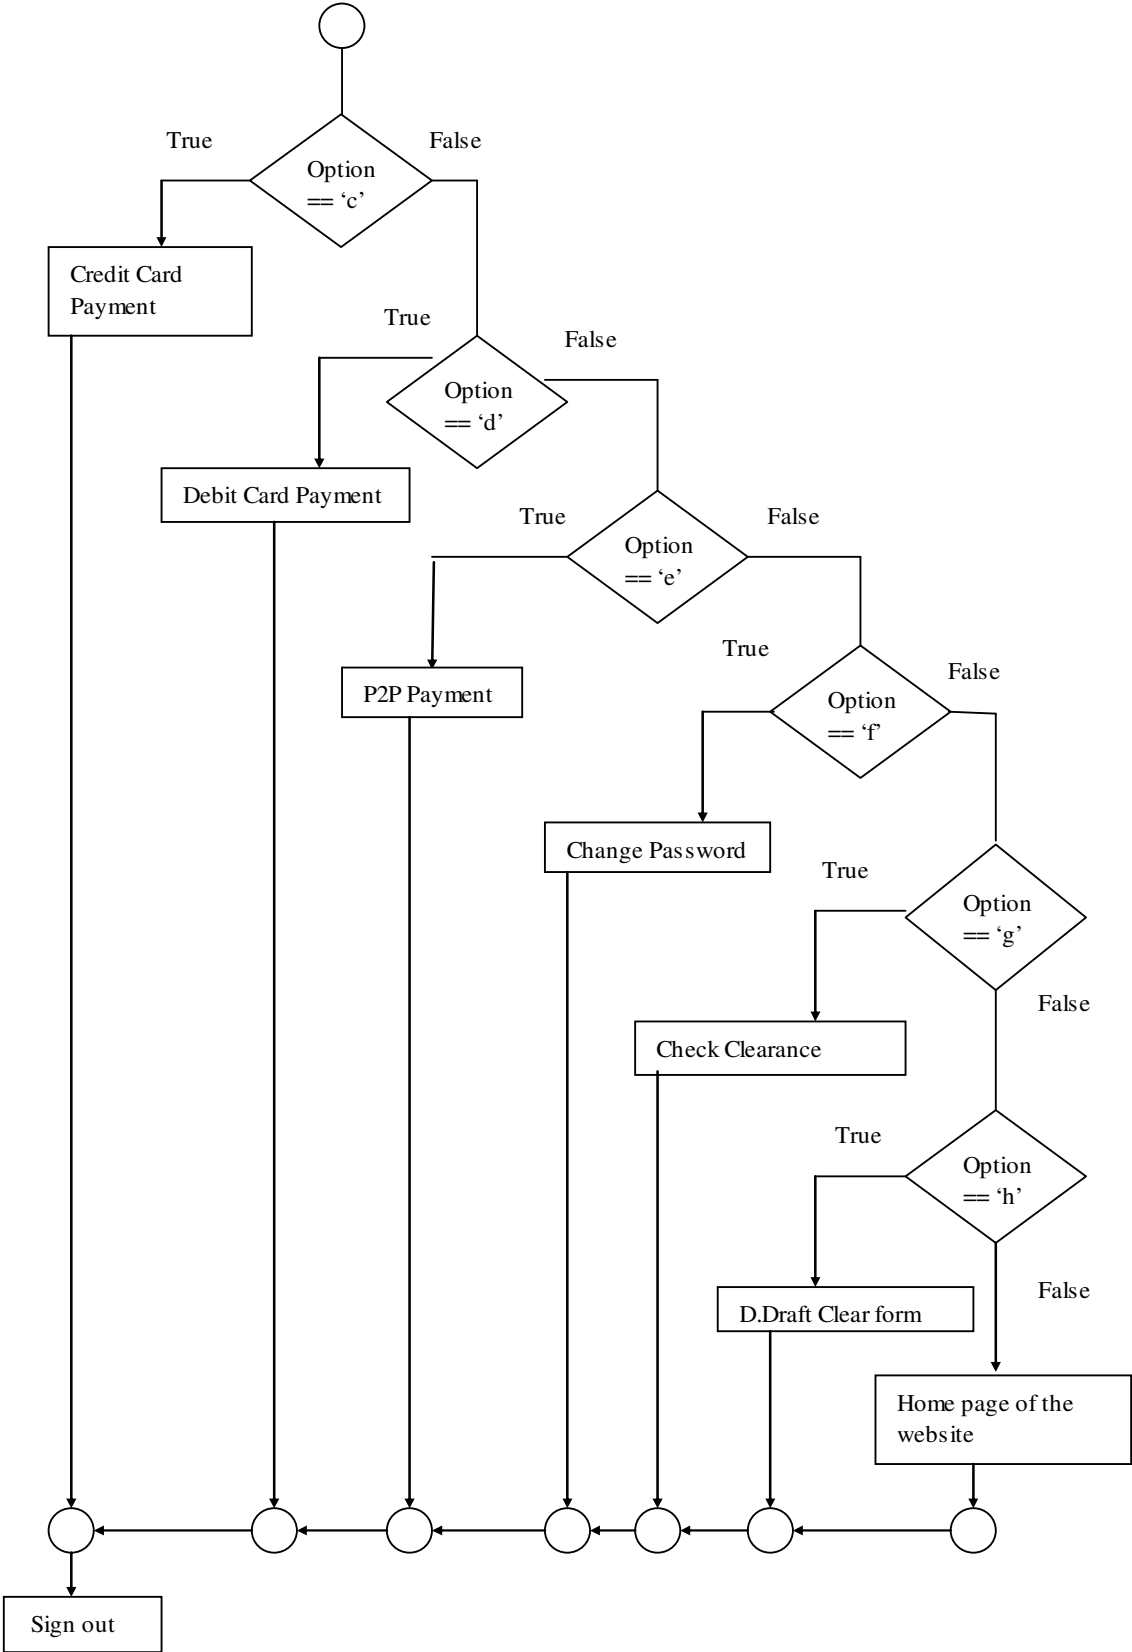 True
False
Option
== ‘c’
Credit Card
Payment
True
False
Option
== ‘d’
Debit Card Payment
True
False
Option
== ‘e’
True
False
P2P Payment
Option
== ‘f’
Change Password
True
Option
== ‘g’
False
Check Clearance
True
Option
== ‘h’
False
D.Draft Clear form
Home page of the
website
Sign out